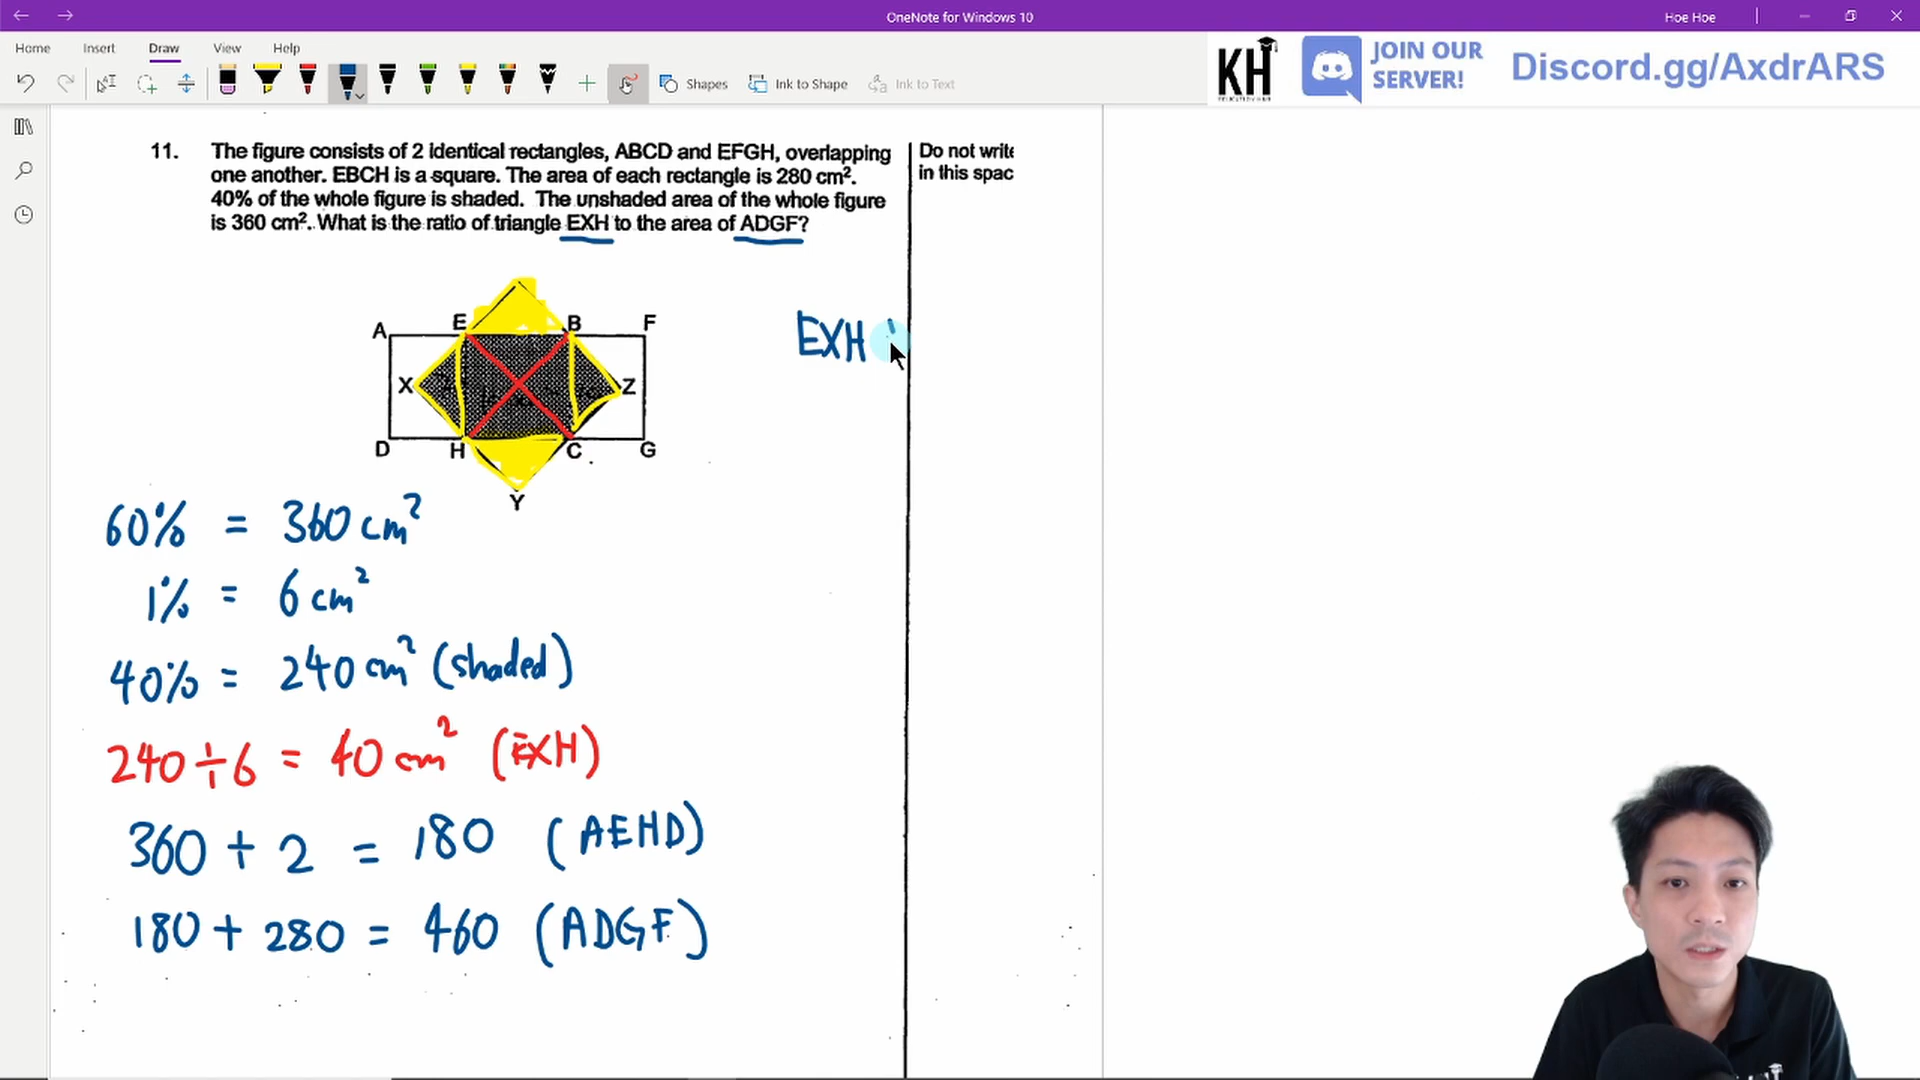 OneNote for Windows 10
Hoe Hoe
Home Insert Draw View Help
Shapes Ink to Shape Ink to Text
KH
JOIN OUR
SERVER!
Discord.gg/AxdrARS
11. The figure consists of 2 identical rectangles, ABCD and EFGH, overlapping
one another. EBCH is a square. The area of each rectangle is 280 cm².
40% of the whole figure is shaded. The unshaded area of the whole figure
is 360 cm². What is the ratio of triangle EXH to the area of ADGF?
Do not write
in this spac
A E B F
X Z
D H C G
Y
EXH
60% = 360 cm²
1% = 6 cm²
40% = 240 cm² (shaded)
240 ÷ 6 = 40 cm² (EXH)
360 + 2 = 180 (AEHD)
180 + 280 = 460 (ADGF)